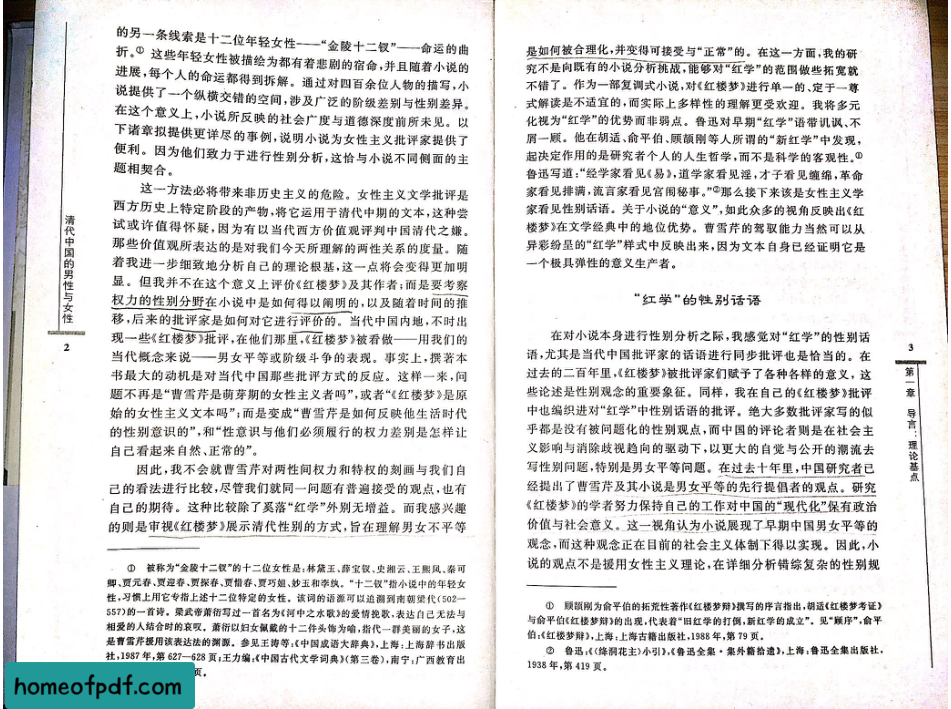 的另一条线索是十二位年轻女性——“金陵十二钗”——命运的曲
折。① 这些年轻女性被描绘为都有着悲剧的宿命，并且随着小说的
进展，每个人的命运都得到拆解。通过对四百余位人物的描写，小
说提供了一个纵横交错的空间，涉及广泛的阶级差别与性别差异。
在这个意义上，小说所反映的社会广度与道德深度前所未见。以
下诸章拟提供更详尽的事例，说明小说为女性主义批评家提供了
便利。因为他们致力于进行性别分析，这恰与小说不同侧面的主
题相契合。
这一方法必将带来非历史主义的危险。女性主义文学批评是
西方历史上特定阶段的产物，将它运用于清代中期的文本，这种尝
试或许值得怀疑，因为有以当代西方价值观评判中国清代之嫌。
那些价值观所表达的是对我们今天所理解的两性关系的度量。随
着我进一步细致地分析自己的理论根基，这一点将会变得更加明
显。但我并不在这个意义上评价《红楼梦》及其作者；而是要考察
权力的性别分野在小说中是如何得以阐明的，以及随着时间的推
移，后来的批评家是如何对它进行评价的。当代中国内地，不时出
现一些《红楼梦》批评，在他们那里，《红楼梦》被看做——用我们的
当代概念来说——男女平等或阶级斗争的表现。事实上，撰著本
书最大的动机是对当代中国那些批评方式的反应。这样一来，问
题不再是“曹雪芹是萌芽期的女性主义者吗”，或者“《红楼梦》是原
始的女性主义文本吗”；而是变成“曹雪芹是如何反映他生活时代
的性别意识的”，和“性意识与他们必须履行的权力差别是怎样让
自己看起来自然、正常的”。
因此，我不会就曹雪芹对两性间权力和特权的刻画与我们自
己的看法进行比较，尽管我们就同一问题有普遍接受的观点，也有
自己的期待。这种比较除了奚落“红学”外别无增益。而我感兴趣
的则是审视《红楼梦》展示清代性别的方式，旨在理解男女不平等
① 被称为“金陵十二钗”的十二位女性是：林黛玉、薛宝钗、史湘云、王熙凤、秦可
卿、贾元春、贾迎春、贾探春、贾惜春、贾巧姐、妙玉和李纨。“十二钗”指小说中的年轻女
性，习惯上用它专指上述十二位特定的女性。该词的语源可以追溯到南朝梁代(502—
557)的一首诗。梁武帝萧衍写过一首名为《河中之水歌》的爱情挽歌，表达自己无法与
相爱的人结合时的哀叹。萧衍以妇女佩戴的十二件头饰为喻，指代一群美丽的女子，这
是曹雪芹援用该表达法的渊源。参见王涛等：《中国成语大辞典》，上海：上海辞书出版
社，1987年，第627—628页；王力编：《中国古代文学词典》(第三卷)，南宁：广西教育出
页。
清代中国的男性与女性
2
homeofpdf.com
是如何被合理化，并变得可接受与“正常”的。在这一方面，我的研
究不是向既有的小说分析挑战，能够对“红学”的范围做些拓宽就
不错了。作为一部复调式小说，对《红楼梦》进行单一的、定于一尊
式解读是不适宜的，而实际上多样性的理解更受欢迎。我将多元
化视为“红学”的优势而非弱点。鲁迅对早期“红学”语带讥讽、不
屑一顾。他在胡适、俞平伯、顾颉刚等人所谓的“新红学”中发现，
起决定作用的是研究者个人的人生哲学，而不是科学的客观性。①
鲁迅写道：“经学家看见《易》，道学家看见淫，才子看见缠绵，革命
家看见排满，流言家看见宫闱秘事。”②那么接下来该是女性主义学
家看见性别话语。关于小说的“意义”，如此众多的视角反映出《红
楼梦》在文学经典中的地位优势。曹雪芹的驾驭能力当然可以从
异彩纷呈的“红学”样式中反映出来，因为文本自身已经证明它是
一个极具弹性的意义生产者。
“红学”的性别话语
在对小说本身进行性别分析之际，我感觉对“红学”的性别话
语，尤其是当代中国批评家的话语进行同步批评也是恰当的。在
过去的二百年里，《红楼梦》被批评家们赋予了各种各样的意义，这
些论述是性别观念的重要象征。同样，我在自己的《红楼梦》批评
中也编织进对“红学”中性别话语的批评。绝大多数批评家写的似
乎都是没有被问题化的性别观点，而中国的评论者则是在社会主
义影响与消除歧视趋向的驱动下，以更大的自觉与公开的潮流去
写性别问题，特别是男女平等问题。在过去十年里，中国研究者已
经提出了曹雪芹及其小说是男女平等的先行提倡者的观点。研究
《红楼梦》的学者努力保持自己的工作对中国的“现代化”保有政治
价值与社会意义。这一视角认为小说展现了早期中国男女平等的
观念，而这种观念正在目前的社会主义体制下得以实现。因此，小
说的观点不是援用女性主义理论，在详细分析错综复杂的性别规
① 顾颉刚为俞平伯的拓荒性著作《红楼梦辩》撰写的序言指出，胡适《红楼梦考证》
与俞平伯《红楼梦辩》的出现，代表着“旧红学的打倒，新红学的成立”。见“顾序”，俞平
伯：《红楼梦辩》，上海：上海古籍出版社，1988年，第79页。
② 鲁迅：《〈绛洞花主〉小引》，《鲁迅全集·集外籍拾遗》，上海：鲁迅全集出版社，
1938年，第419页。
3
第一章 导言：理论基点